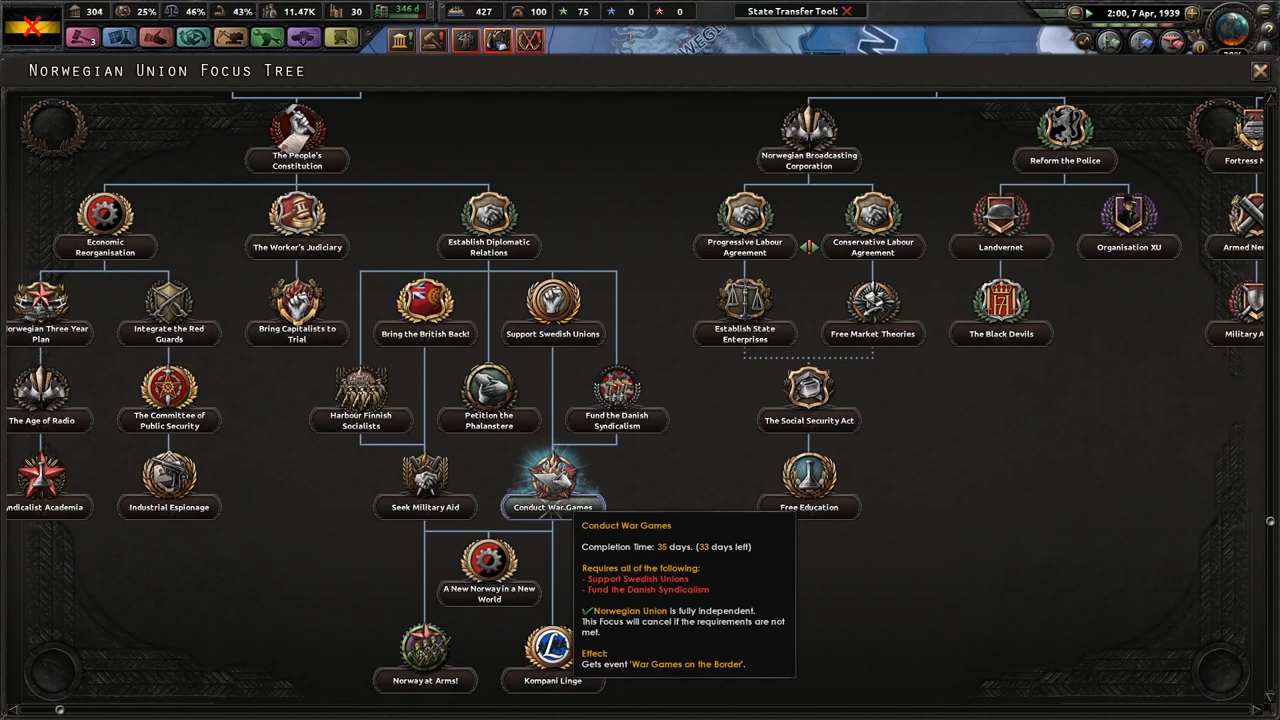 304
25%
46%
43%
11.47K
30
346 d
427
100
75
0
0
State Transfer Tool:
2:00, 7 Apr, 1939
3
0
Norwegian Union Focus Tree
The People's
Constitution
Norwegian Broadcasting
Corporation
Reform the Police
Fortress N
Economic
Reorganisation
The Worker's Judiciary
Establish Diplomatic
Relations
Progressive Labour
Agreement
Conservative Labour
Agreement
Landvernet
Organisation XU
Armed Ne
Norwegian Three Year
Plan
Integrate the Red
Guards
Bring Capitalists to
Trial
Bring the British Back!
Support Swedish Unions
Establish State
Enterprises
Free Market Theories
The Black Devils
Military A
The Age of Radio
The Committee of
Public Security
Harbour Finnish
Socialists
Petition the
Phalanstere
Fund the Danish
Syndicalism
The Social Security Act
yndicalist Academia
Industrial Espionage
Seek Military Aid
Conduct War Games
Free Education
A New Norway in a New
World
Norway at Arms!
Kompani Linge
Conduct War Games
Completion Time: 35 days. (33 days left)
Requires all of the following:
- Support Swedish Unions
- Fund the Danish Syndicalism
Norwegian Union is fully independent.
This Focus will cancel if the requirements are not
met.
Effect:
Gets event 'War Games on the Border'.